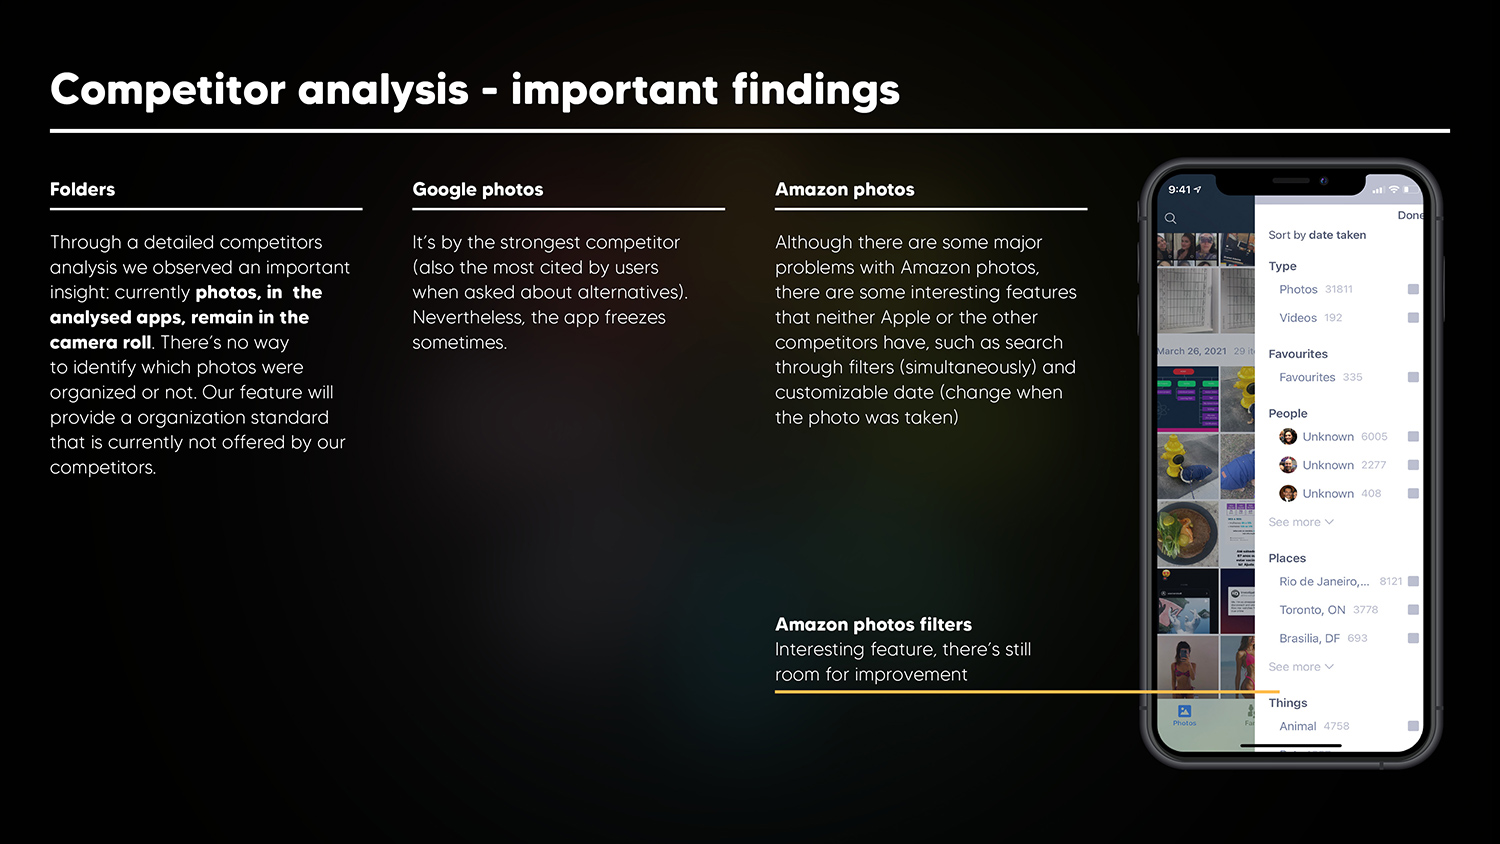 Competitor analysis - important findings
Folders
Through a detailed competitors
analysis we observed an important
insight: currently photos, in  the
analysed apps, remain in the
camera roll. There's no way
to identify which photos were
organized or not. Our feature will
provide a organization standard
that is currently not offered by our
competitors.
Google photos
It's by the strongest competitor
(also the most cited by users
when asked about alternatives).
Nevertheless, the app freezes
sometimes.
Amazon photos
Although there are some major
problems with Amazon photos,
there are some interesting features
that neither Apple or the other
competitors have, such as search
through filters (simultaneously) and
customizable date (change when
the photo was taken)
Amazon photos filters
Interesting feature, there's still
room for improvement
9:41
March 26, 2021 29 it
Photos
Fa
Done
Sort by date taken
Type
Photos 31811
Videos 192
Favourites
Favourites 335
People
Unknown 6005
Unknown 2277
Unknown 408
See more
Places
Rio de Janeiro,... 8121
Toronto, ON 3778
Brasilia, DF 693
See more
Things
Animal 4758